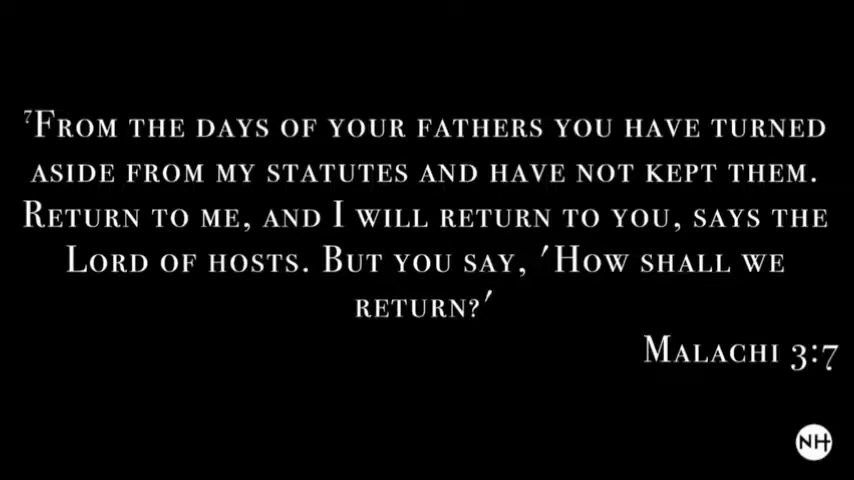 ⁷From the days of your fathers you have turned
aside from my statutes and have not kept them.
Return to me, and I will return to you, says the
Lord of hosts. But you say, 'How shall we
return?'
Malachi 3:7
NH